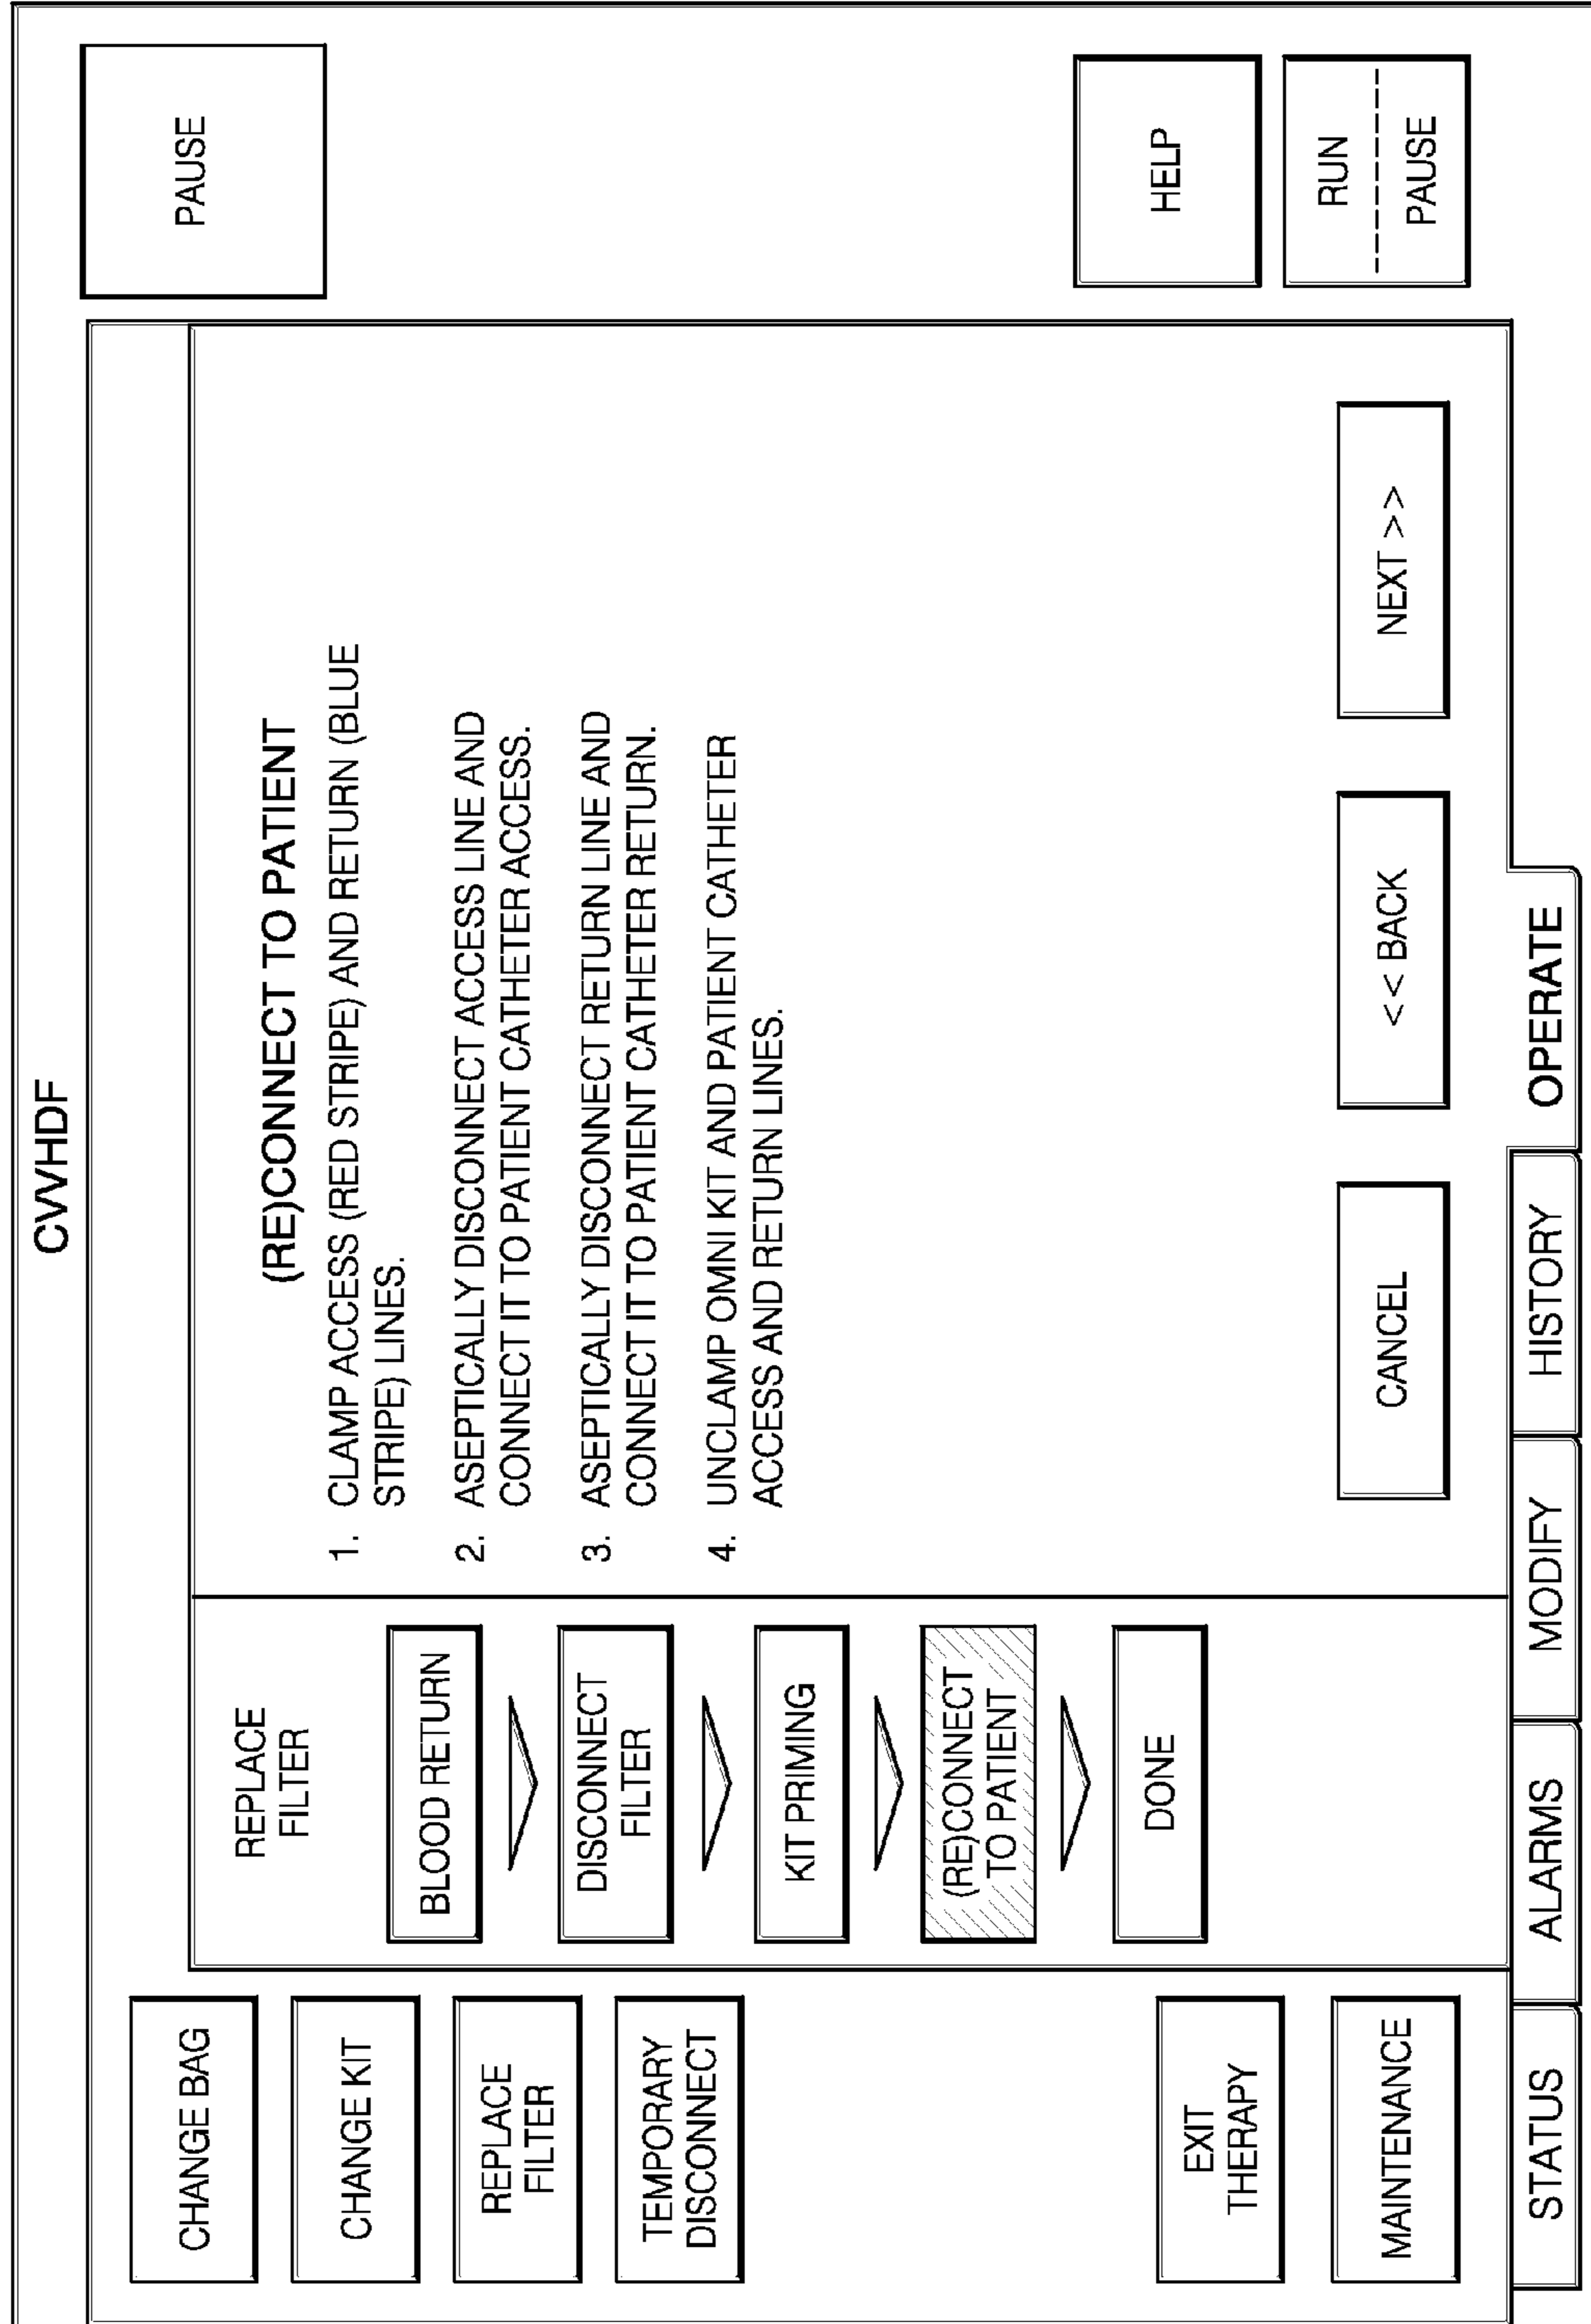 CVVHDF
PAUSE
CHANGE BAG
CHANGE KIT
REPLACE
FILTER
TEMPORARY
DISCONNECT
EXIT
THERAPY
MAINTENANCE
REPLACE
FILTER
BLOOD RETURN
DISCONNECT
FILTER
KIT PRIMING
(RE)CONNECT
TO PATIENT
DONE
(RE)CONNECT TO PATIENT
1. CLAMP ACCESS (RED STRIPE) AND RETURN (BLUE
STRIPE) LINES.
2. ASEPTICALLY DISCONNECT ACCESS LINE AND
CONNECT IT TO PATIENT CATHETER ACCESS.
3. ASEPTICALLY DISCONNECT RETURN LINE AND
CONNECT IT TO PATIENT CATHETER RETURN.
4. UNCLAMP OMNI KIT AND PATIENT CATHETER
ACCESS AND RETURN LINES.
CANCEL
<< BACK
NEXT >>
HELP
RUN
PAUSE
STATUS
ALARMS
MODIFY
HISTORY
OPERATE